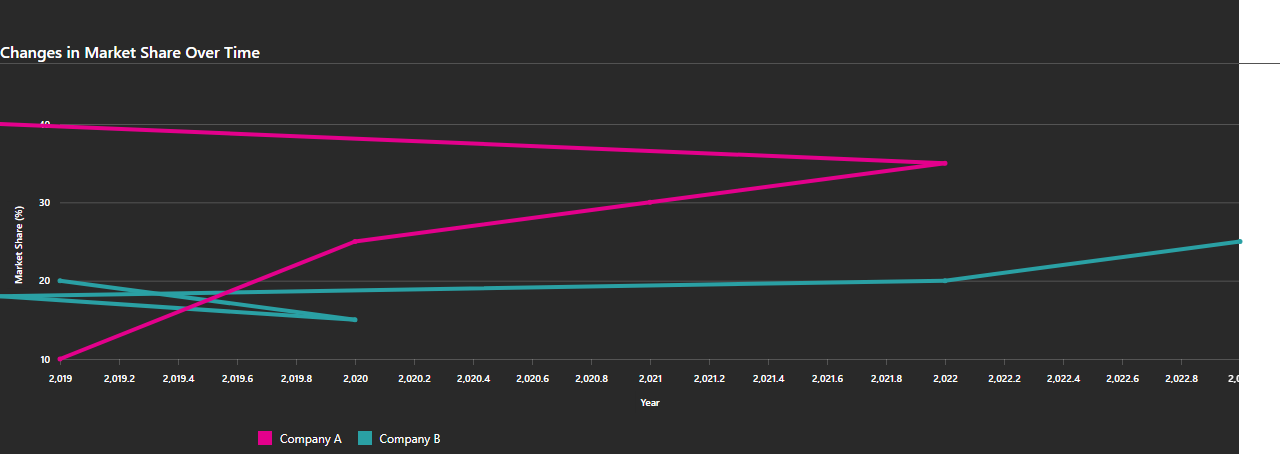 Changes in Market Share Over Time
40
30
20
10
Market Share (%)
2,019 2,019.2 2,019.4 2,019.6 2,019.8 2,020 2,020.2 2,020.4 2,020.6 2,020.8 2,021 2,021.2 2,021.4 2,021.6 2,021.8 2,022 2,022.2 2,022.4 2,022.6 2,022.8
Year
Company A Company B